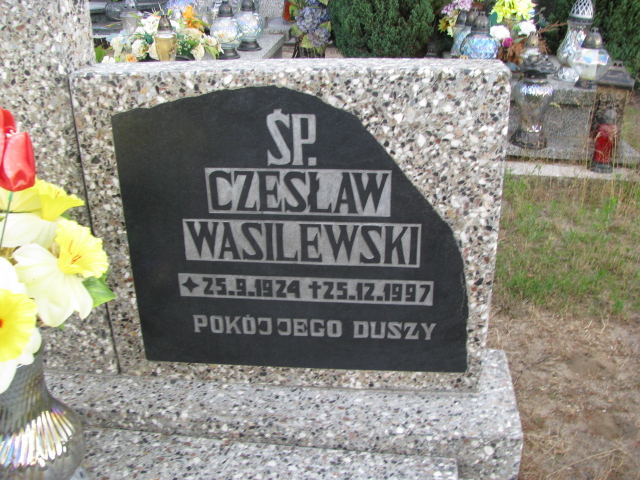 ŚP.
CZESŁAW
WASILEWSKI
✦25.9.1924 ✝25.12.1997
POKÓJ JEGO DUSZY